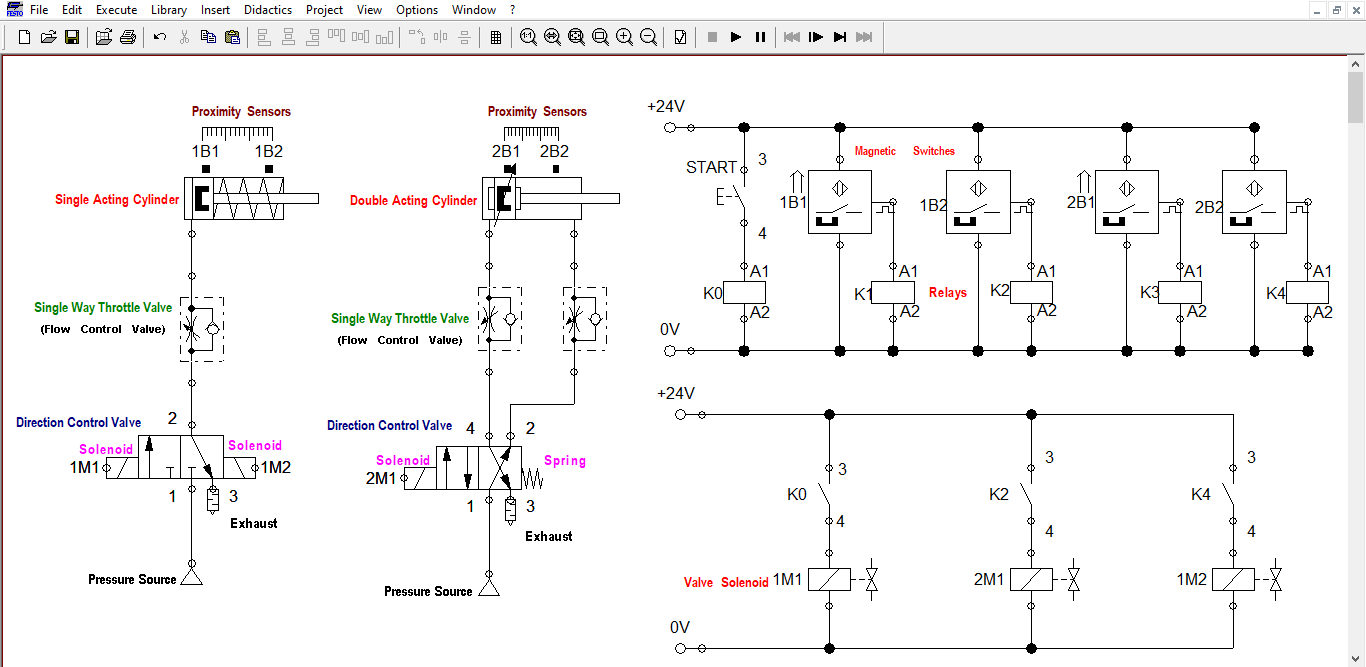 FESTO File Edit Execute Library Insert Didactics Project View Options Window ?
Proximity Sensors
1B1 1B2
Single Acting Cylinder
Single Way Throttle Valve
(Flow Control Valve)
Direction Control Valve 2
Solenoid Solenoid
1M1 1M2
1 3
Exhaust
Pressure Source
Proximity Sensors
2B1 2B2
Double Acting Cylinder
Single Way Throttle Valve
(Flow Control Valve)
Direction Control Valve 4 2
Solenoid Spring
2M1
1 3
Exhaust
Pressure Source
+24V
Magnetic Switches
START 3
1B1 1B2 2B1 2B2
4
A1 A1 A1 A1 A1
K0 K1 Relays K2 K3 K4
A2 A2 A2 A2 A2
0V
+24V
3 3 3
K0 K2 K4
4 4 4
Valve Solenoid 1M1 2M1 1M2
0V